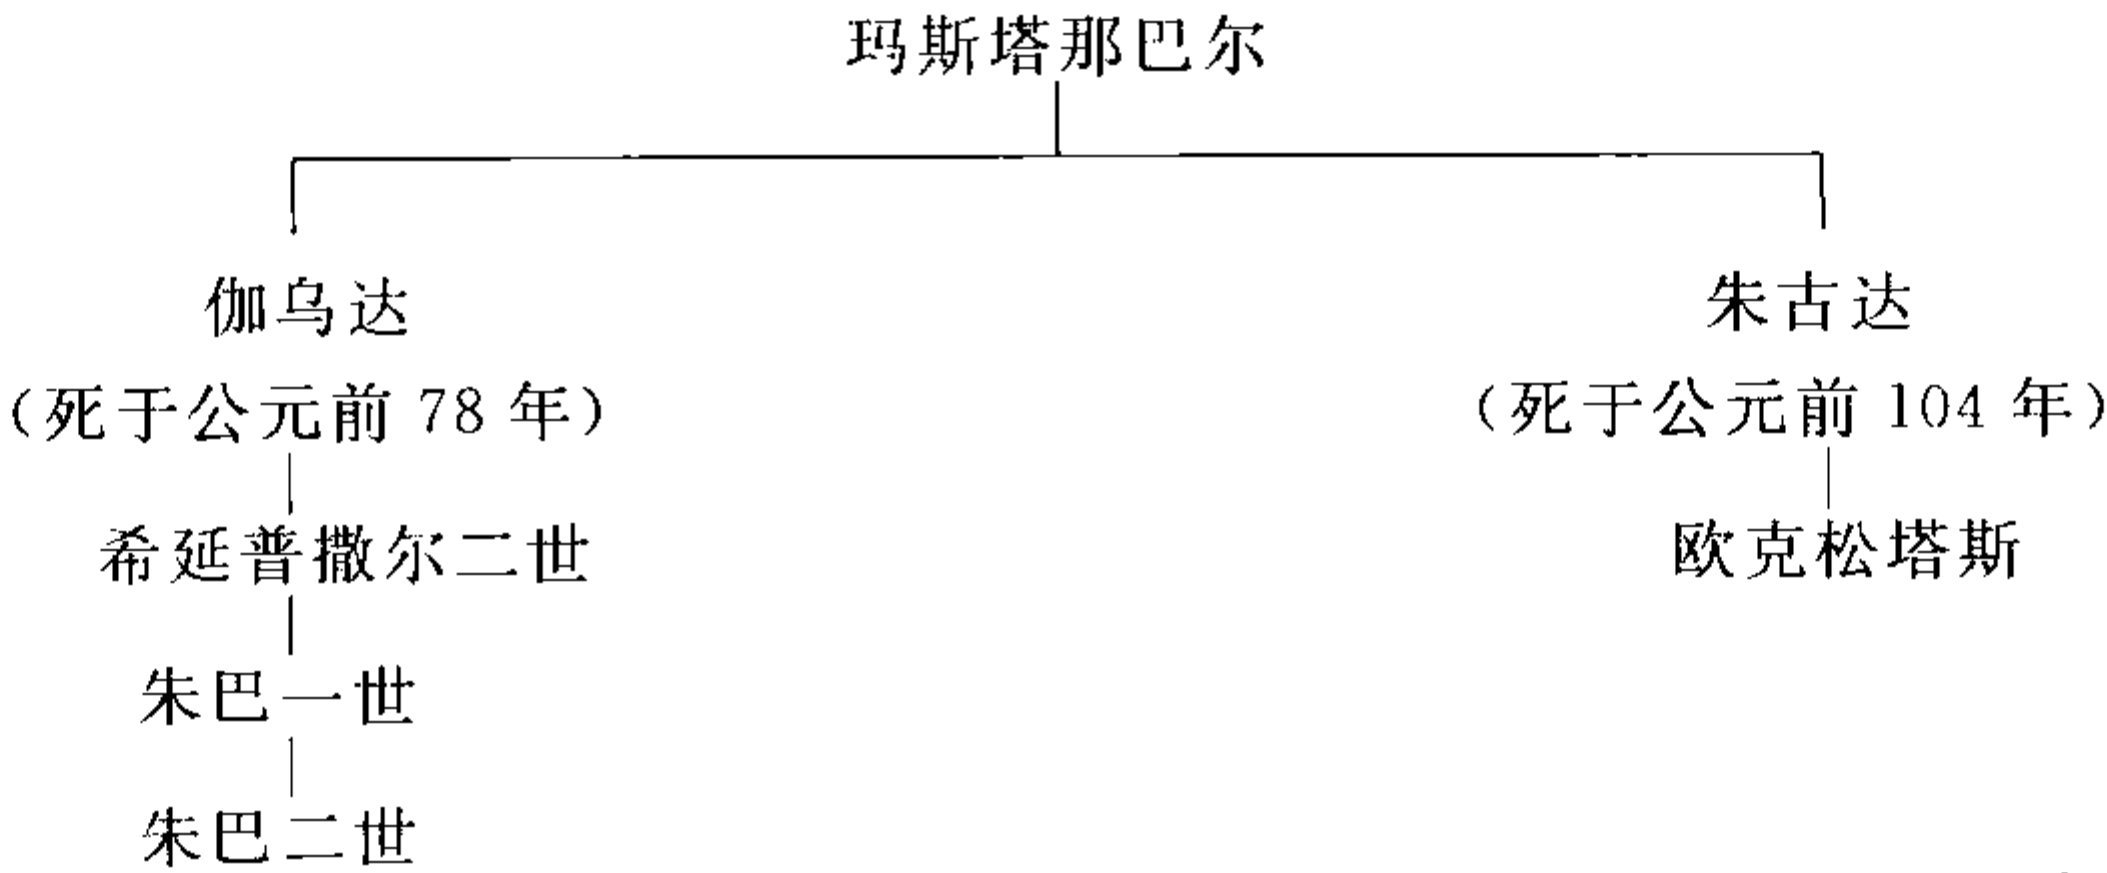 玛斯塔那巴尔
伽乌达
(死于公元前 78 年)
希延普撒尔二世
朱巴一世
朱巴二世
朱古达
(死于公元前 104 年)
欧克松塔斯